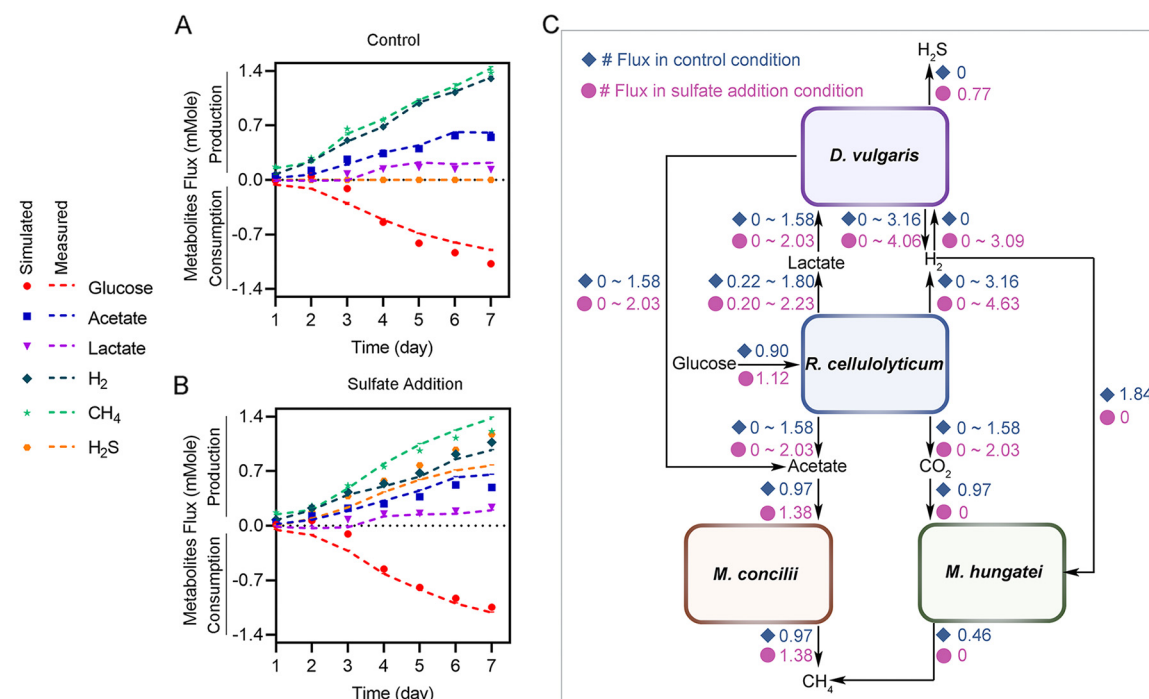 A
Control
Metabolites Flux (mMole)
Consumption Production
1.4
0.7
0.0
-0.7
-1.4
1 2 3 4 5 6 7
Time (day)
Simulated Measured
Glucose
Acetate
Lactate
H2
CH4
H2S
B
Sulfate Addition
Metabolites Flux (mMole)
Consumption Production
1.4
0.7
0.0
-0.7
-1.4
1 2 3 4 5 6 7
Time (day)
C
# Flux in control condition
# Flux in sulfate addition condition
H2S
0
0.77
D. vulgaris
0 ~ 1.58
0 ~ 2.03
0 ~ 3.16
0 ~ 4.06
0
0 ~ 3.09
Lactate
H2
0 ~ 1.58
0 ~ 2.03
0.22 ~ 1.80
0.20 ~ 2.23
0 ~ 3.16
0 ~ 4.63
Glucose
0.90
1.12
R. cellulolyticum
1.84
0
0 ~ 1.58
0 ~ 2.03
0 ~ 1.58
0 ~ 2.03
Acetate
CO2
0.97
1.38
0.97
0
M. concilii
M. hungatei
0.97
1.38
0.46
0
CH4